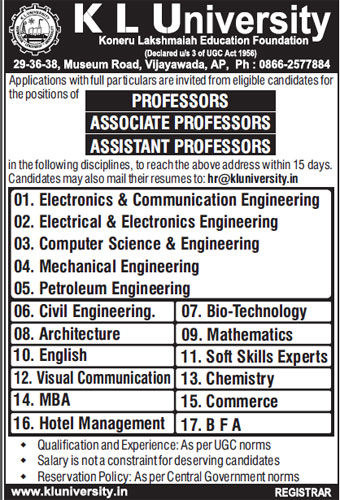 K L University
Koneru Lakshmaiah Education Foundation
(Declared u/s 3 of UGC Act 1956)
29-36-38, Museum Road, Vijayawada, AP, Ph : 0866-2577884
Applications with full particulars are invited from eligible candidates for
the positions of
PROFESSORS
ASSOCIATE PROFESSORS
ASSISTANT PROFESSORS
in the following disciplines, to reach the above address within 15 days.
Candidates may also mail their resumes to: hr@kluniversity.in
01. Electronics & Communication Engineering
02. Electrical & Electronics Engineering
03. Computer Science & Engineering
04. Mechanical Engineering
05. Petroleum Engineering
06. Civil Engineering. 07. Bio-Technology
08. Architecture 09. Mathematics
10. English 11. Soft Skills Experts
12. Visual Communication 13. Chemistry
14. MBA 15. Commerce
16. Hotel Management 17. B F A
• Qualification and Experience: As per UGC norms
• Salary is not a constraint for deserving candidates
• Reservation Policy: As per Central Government norms
www.kluniversity.in REGISTRAR